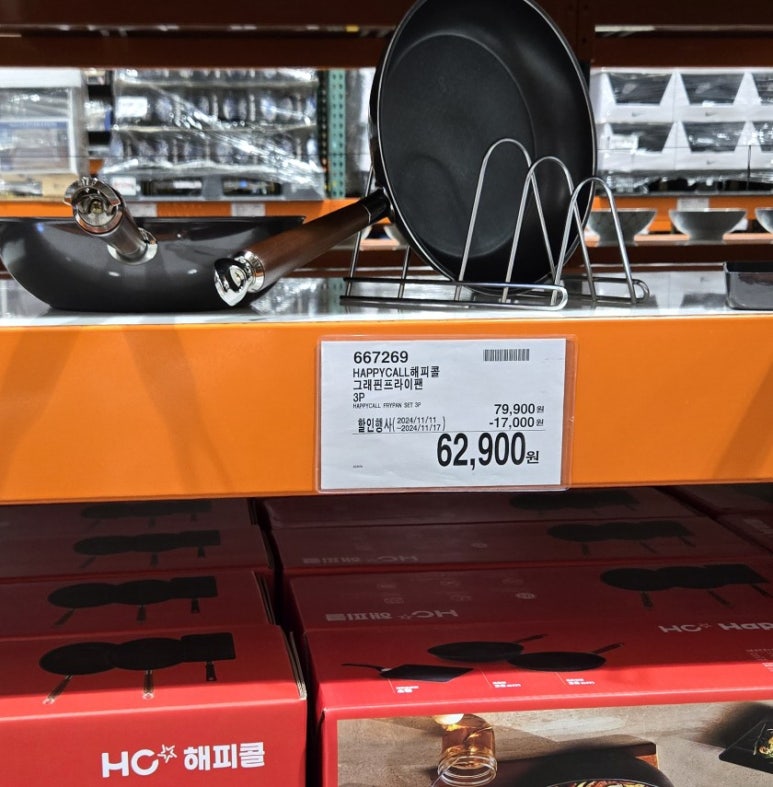 667269
HAPPYCALL해피콜
그래핀프라이팬
3P
HAPPYCALL FRYPAN SET 3P
79,900원
할인행사(2024/11/11
~2024/11/17)
-17,000원
62,900원
HC☆해피콜
HC☆ Happ
HC☆해피콜